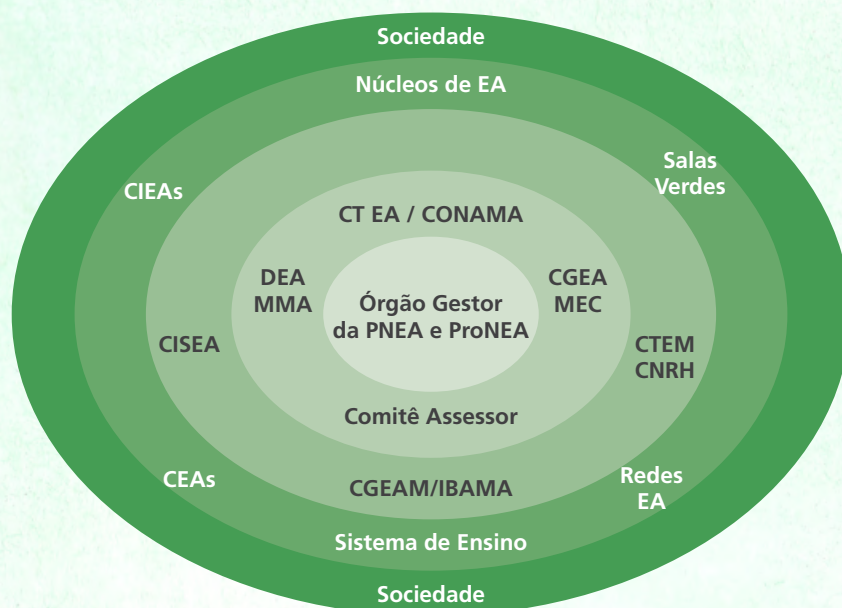 Sociedade
Núcleos de EA
Salas
Verdes
CIEAs
CT EA / CONAMA
DEA
MMA
CGEA
MEC
Órgão Gestor
da PNEA e ProNEA
CISEA
CTEM
CNRH
Comitê Assessor
CEAs
CGEAM/IBAMA
Redes
EA
Sistema de Ensino
Sociedade